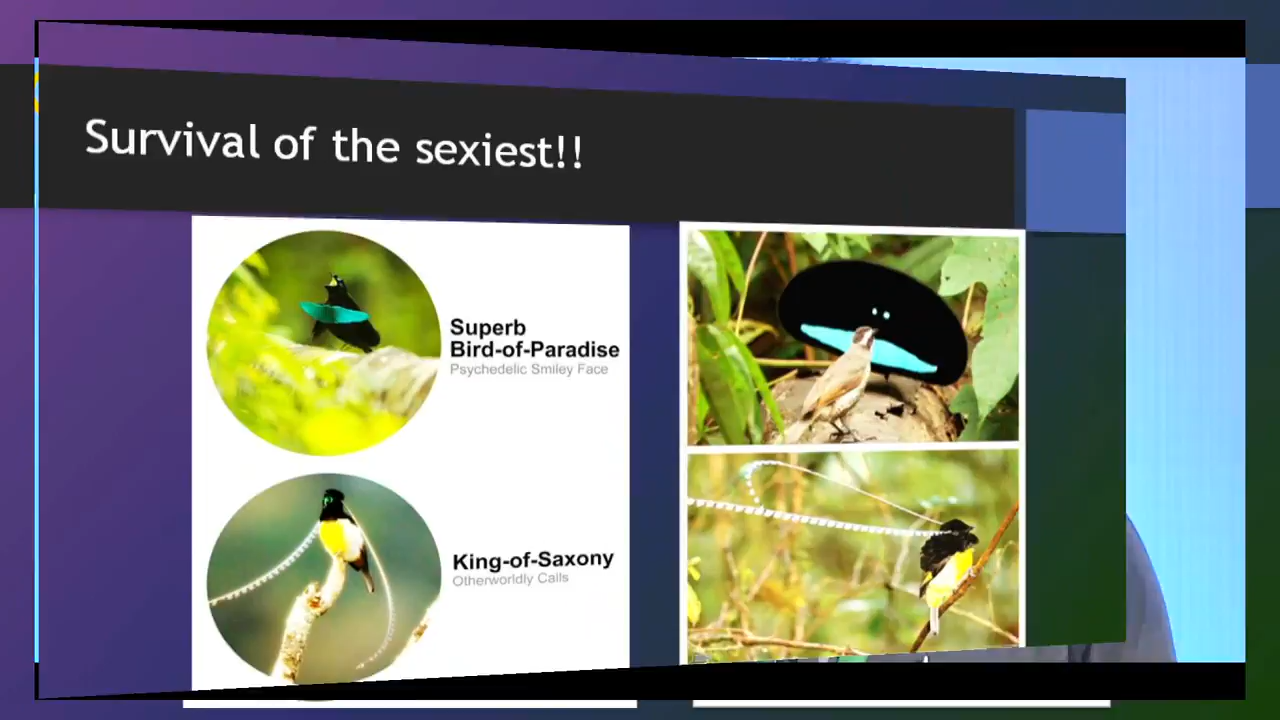 Survival of the sexiest!!
Superb
Bird-of-Paradise
Psychedelic Smiley Face
King-of-Saxony
Otherworldly Calls